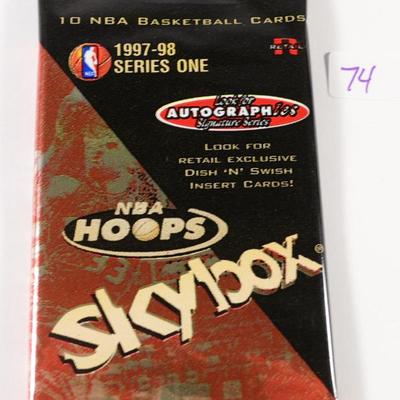 10 NBA BASKETBALL CARDS
1997-98
SERIES ONE
NBA
RETAIL
74
Look for
AUTOGRAPHics
Signature Series
LOOK FOR
RETAIL EXCLUSIVE
DISH 'N' SWISH
INSERT CARDS!
NBA
HOOPS
SKYBOX®